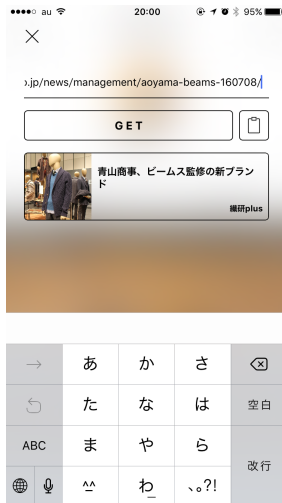 au 20:00 95%
o.jp/news/management/aoyama-beams-160708/
GET
青山商事、ビームス監修の新ブラン
ド
繊研plus
→ あ か さ
た な は 空白
ABC ま や ら
^^ わ_ 、。?! 改行